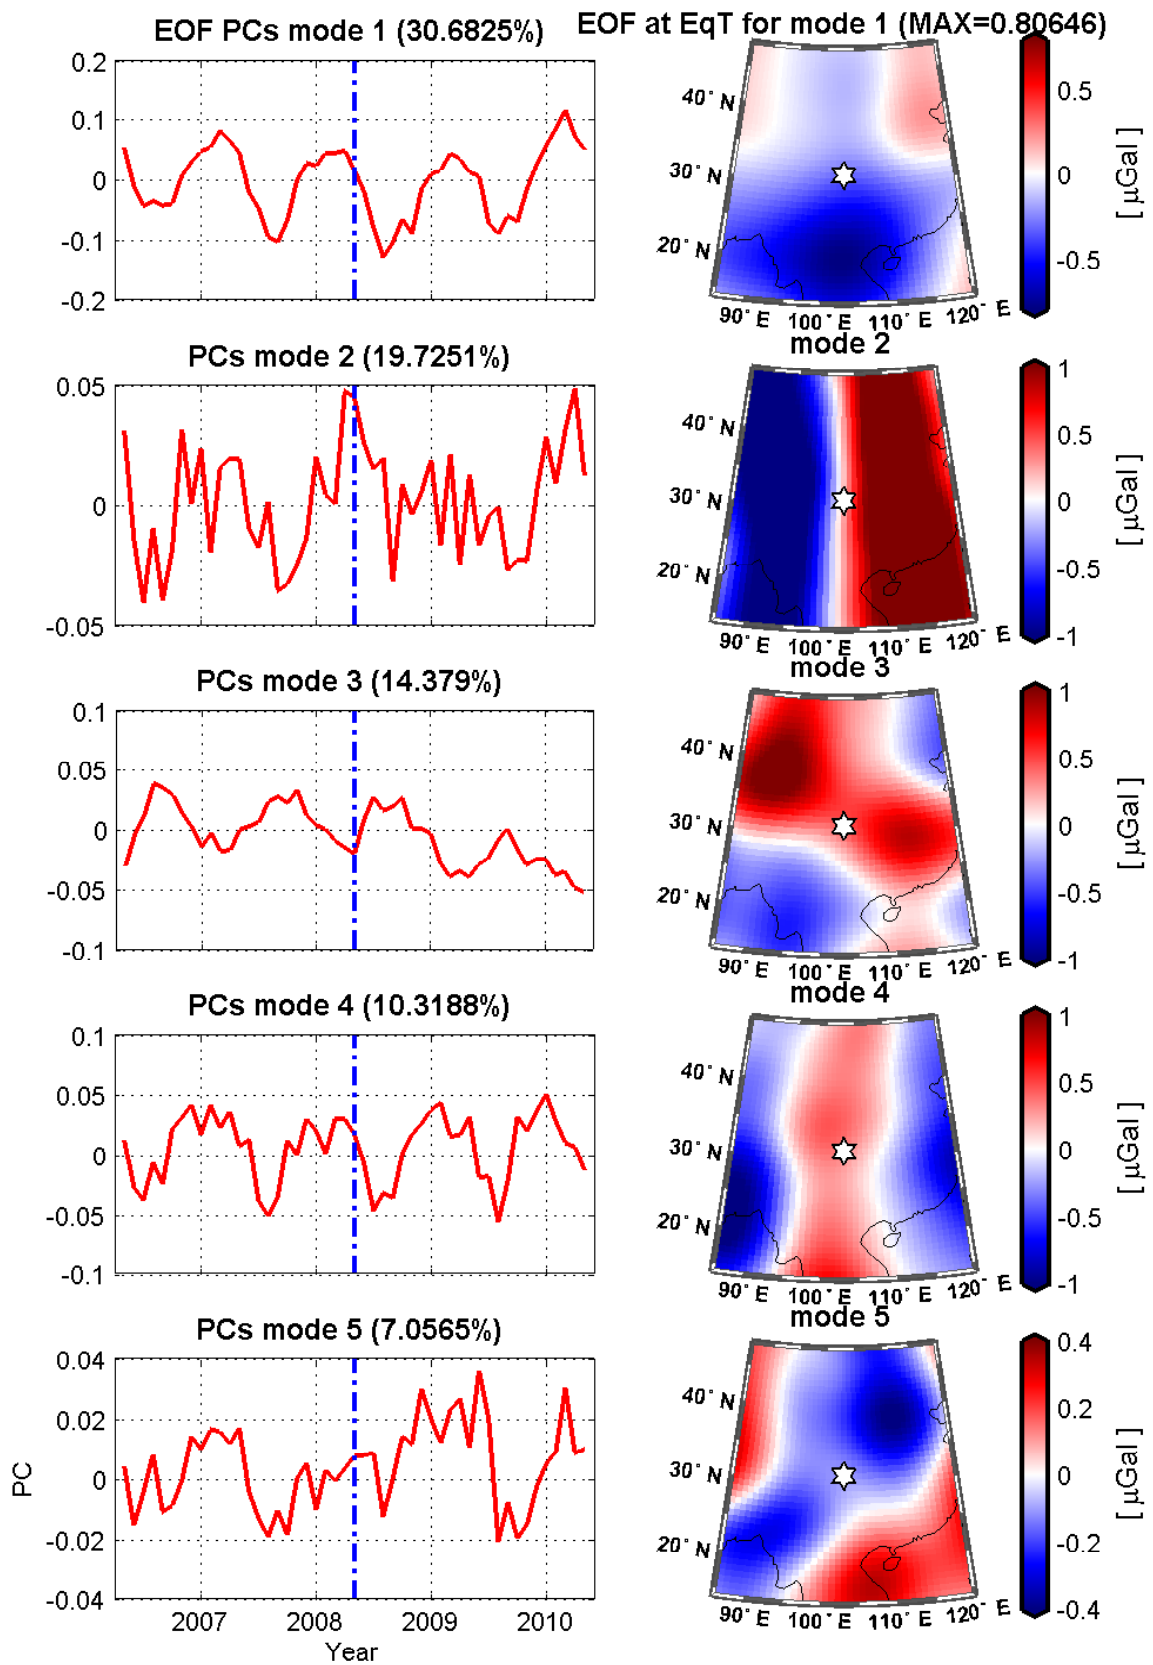 EOF PCs mode 1 (30.6825%)
EOF at EqT for mode 1 (MAX=0.80646)
0.2
0.1
0
-0.1
-0.2
40° N
30° N
20° N
90° E 100° E 110° E 120° E
0.5
0
-0.5
[ μGal ]
PCs mode 2 (19.7251%)
mode 2
0.05
0
-0.05
40° N
30° N
20° N
90° E 100° E 110° E 120° E
1
0.5
0
-0.5
-1
[ μGal ]
PCs mode 3 (14.379%)
mode 3
0.1
0.05
0
-0.05
-0.1
40° N
30° N
20° N
90° E 100° E 110° E 120° E
1
0.5
0
-0.5
-1
[ μGal ]
PCs mode 4 (10.3188%)
mode 4
0.1
0.05
0
-0.05
-0.1
40° N
30° N
20° N
90° E 100° E 110° E 120° E
1
0.5
0
-0.5
-1
[ μGal ]
PCs mode 5 (7.0565%)
mode 5
0.04
0.02
0
-0.02
-0.04
PC
2007 2008 2009 2010
Year
40° N
30° N
20° N
90° E 100° E 110° E 120° E
0.4
0.2
0
-0.2
-0.4
[ μGal ]